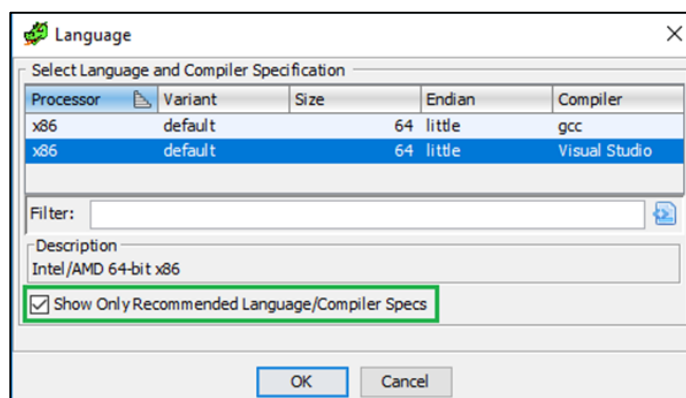 Language
Select Language and Compiler Specification
Processor Variant Size Endian Compiler
x86 default 64 little gcc
x86 default 64 little Visual Studio
Filter:
Description
Intel/AMD 64-bit x86
Show Only Recommended Language/Compiler Specs
OK Cancel